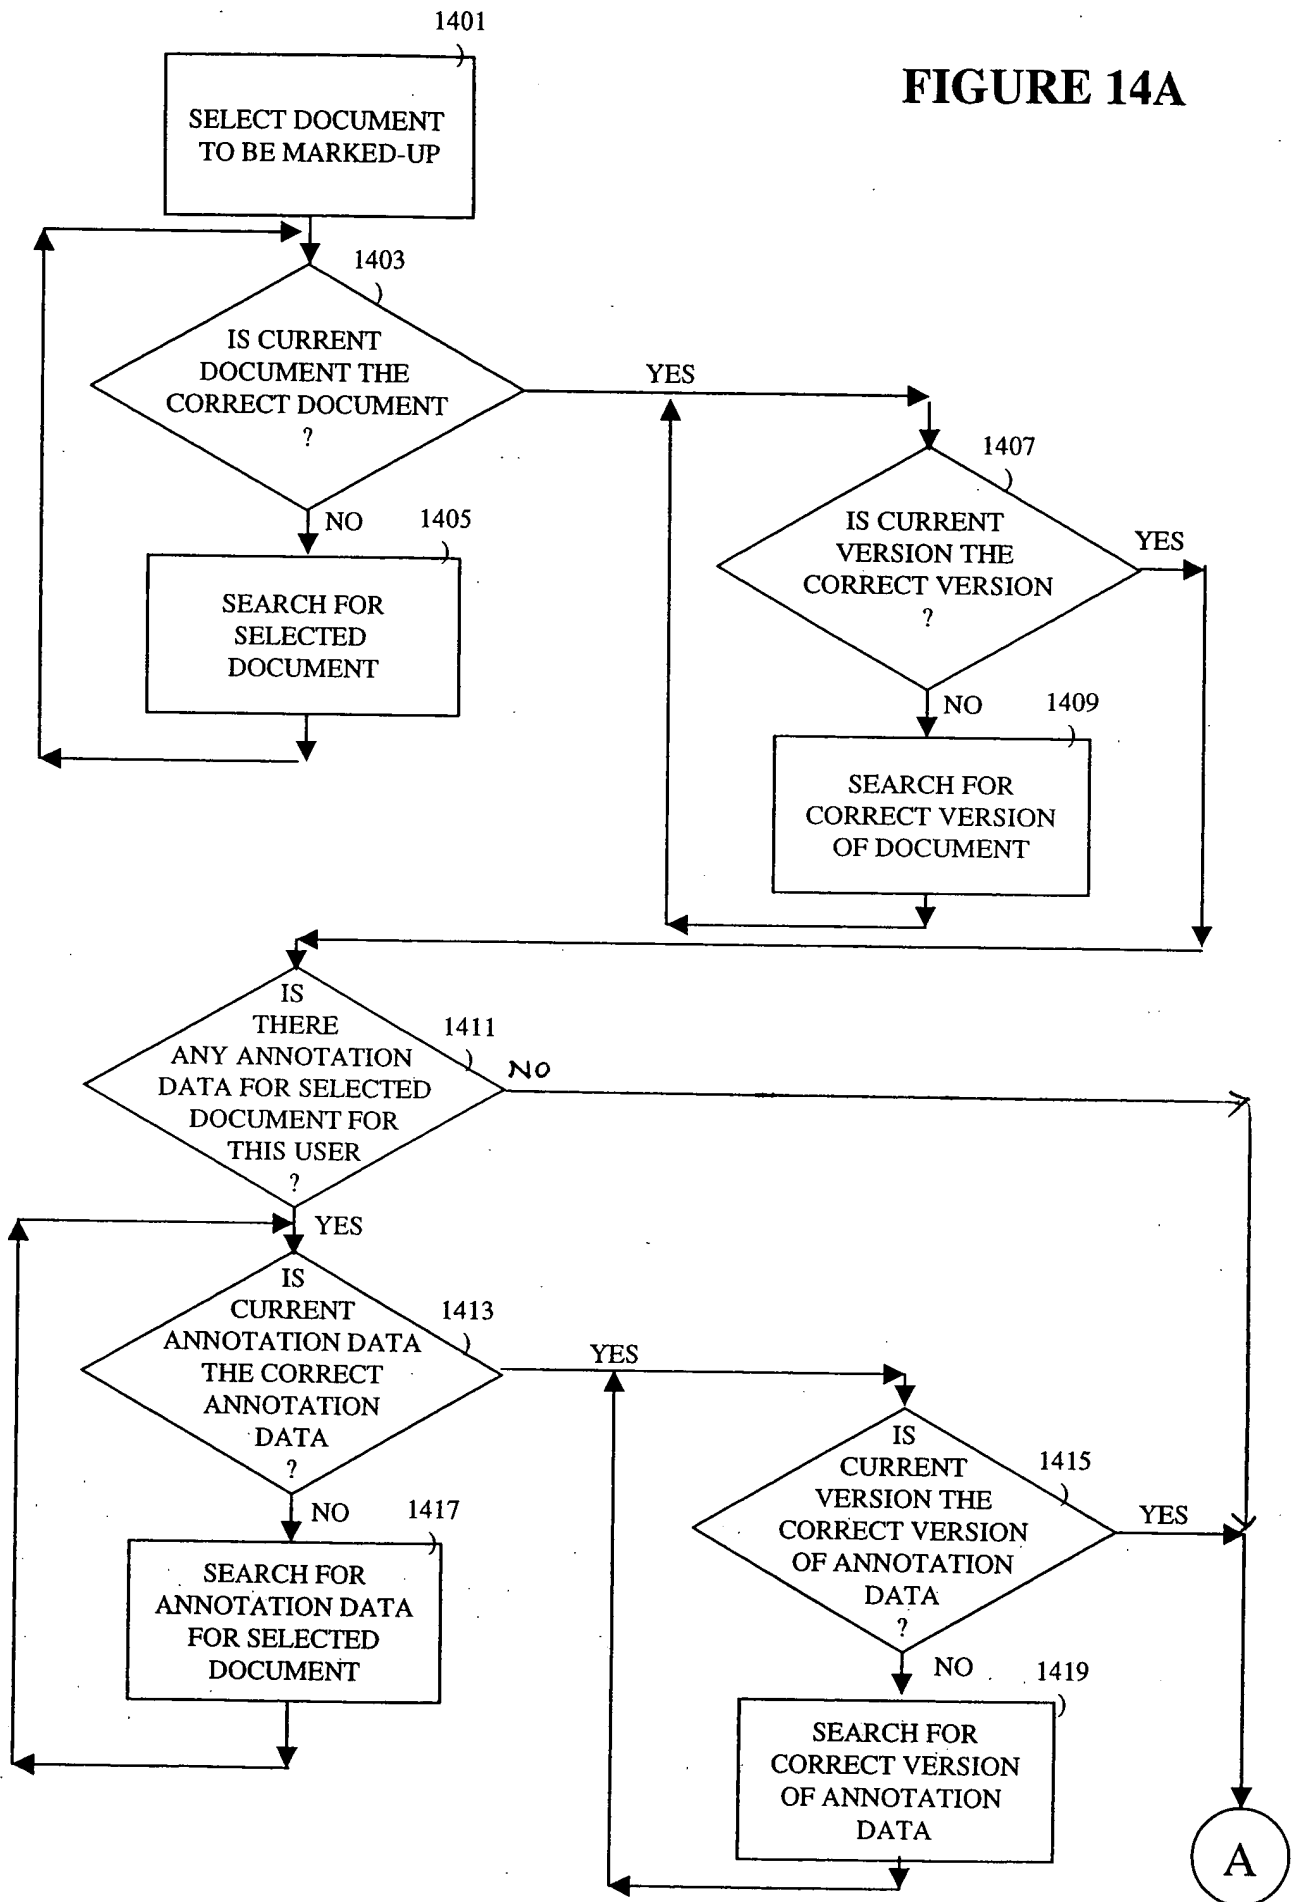 FIGURE 14A
1401
SELECT DOCUMENT
TO BE MARKED-UP
1403
IS CURRENT
DOCUMENT THE
CORRECT DOCUMENT
?
YES
NO
1405
SEARCH FOR
SELECTED
DOCUMENT
1407
IS CURRENT
VERSION THE
CORRECT VERSION
?
YES
NO
1409
SEARCH FOR
CORRECT VERSION
OF DOCUMENT
1411
IS
THERE
ANY ANNOTATION
DATA FOR SELECTED
DOCUMENT FOR
THIS USER
?
NO
YES
1413
IS
CURRENT
ANNOTATION DATA
THE CORRECT
ANNOTATION
DATA
?
YES
NO
1417
SEARCH FOR
ANNOTATION DATA
FOR SELECTED
DOCUMENT
1415
IS
CURRENT
VERSION THE
CORRECT VERSION
OF ANNOTATION
DATA
?
YES
NO
1419
SEARCH FOR
CORRECT VERSION
OF ANNOTATION
DATA
A